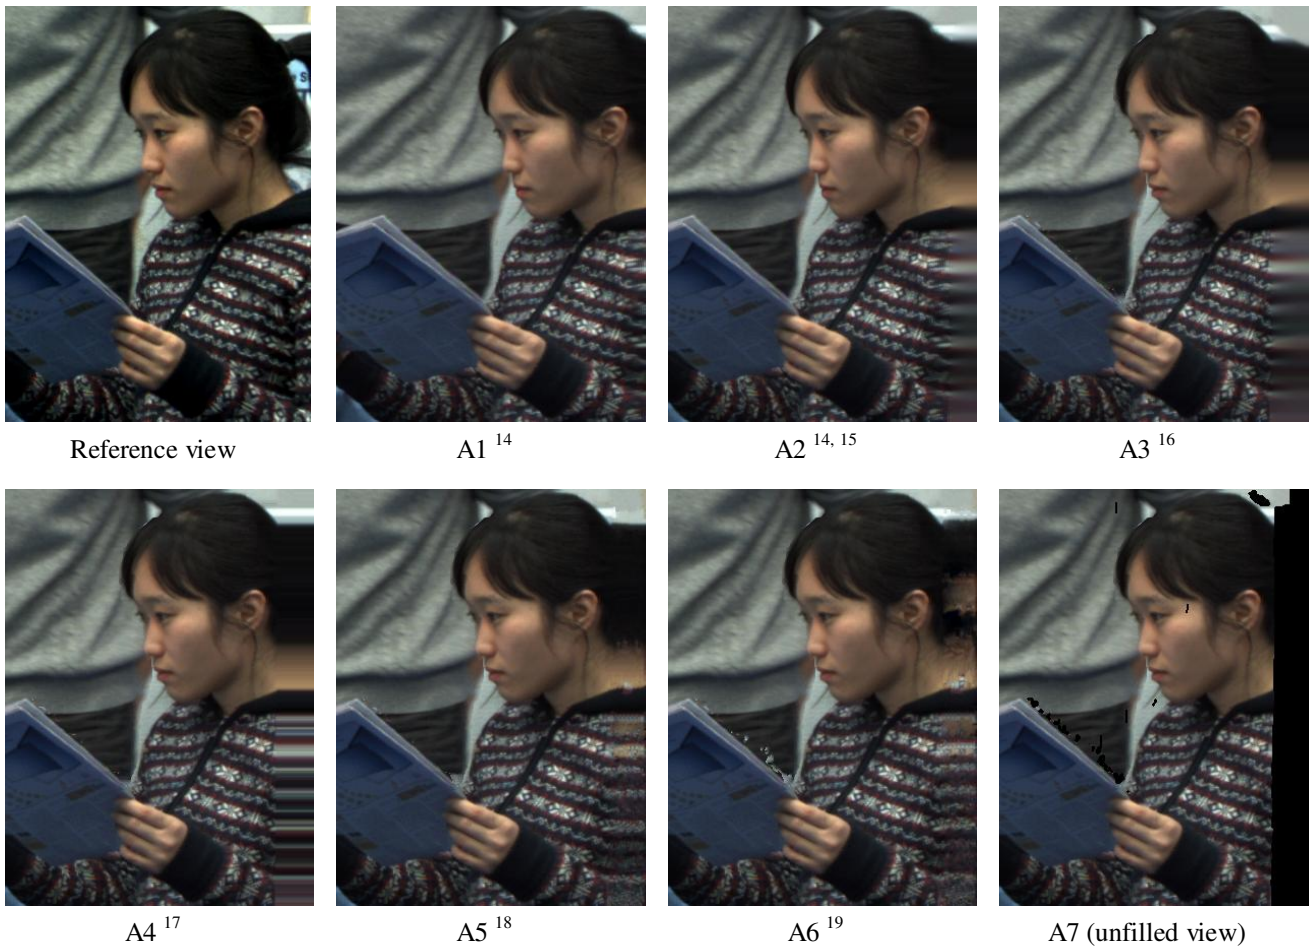 S
Reference view
A1 14
A2 14, 15
A3 16
A4 17
A5 18
A6 19
A7 (unfilled view)